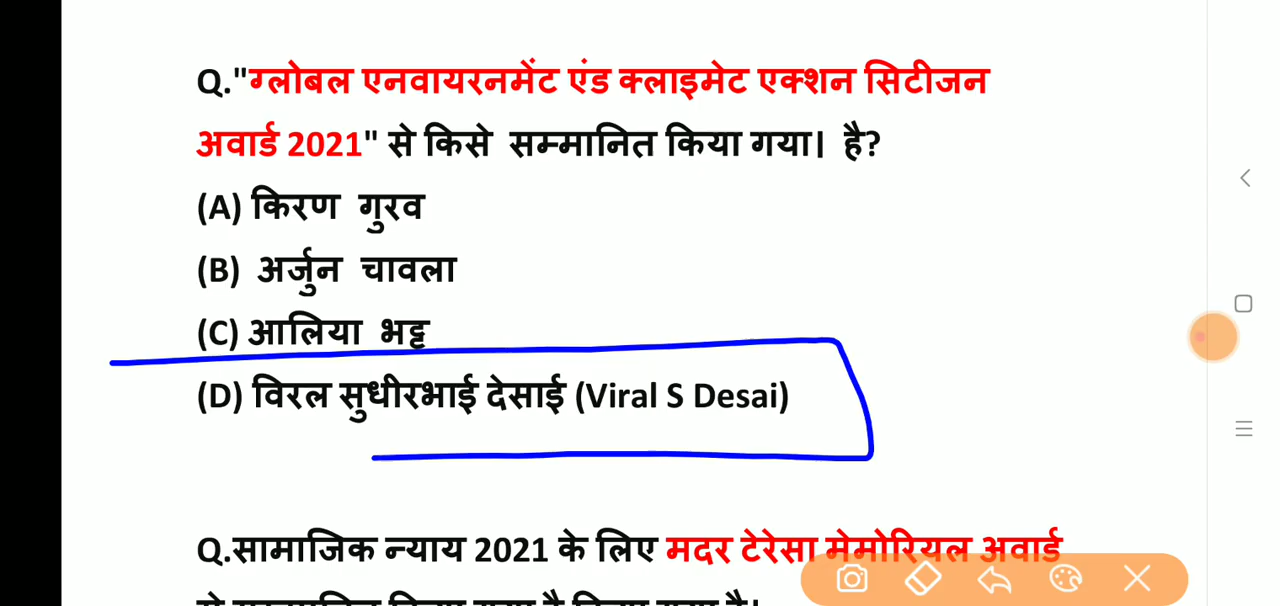 Q."ग्लोबल एनवायरनमेंट एंड क्लाइमेट एक्शन सिटीजन
अवार्ड 2021" से किसे सम्मानित किया गया। है?
(A) किरण गुरव
(B) अर्जुन चावला
(C) आलिया भट्ट
(D) विरल सुधीरभाई देसाई (Viral S Desai)
Q.सामाजिक न्याय 2021 के लिए मदर टेरेसा मेमोरियल अवार्ड